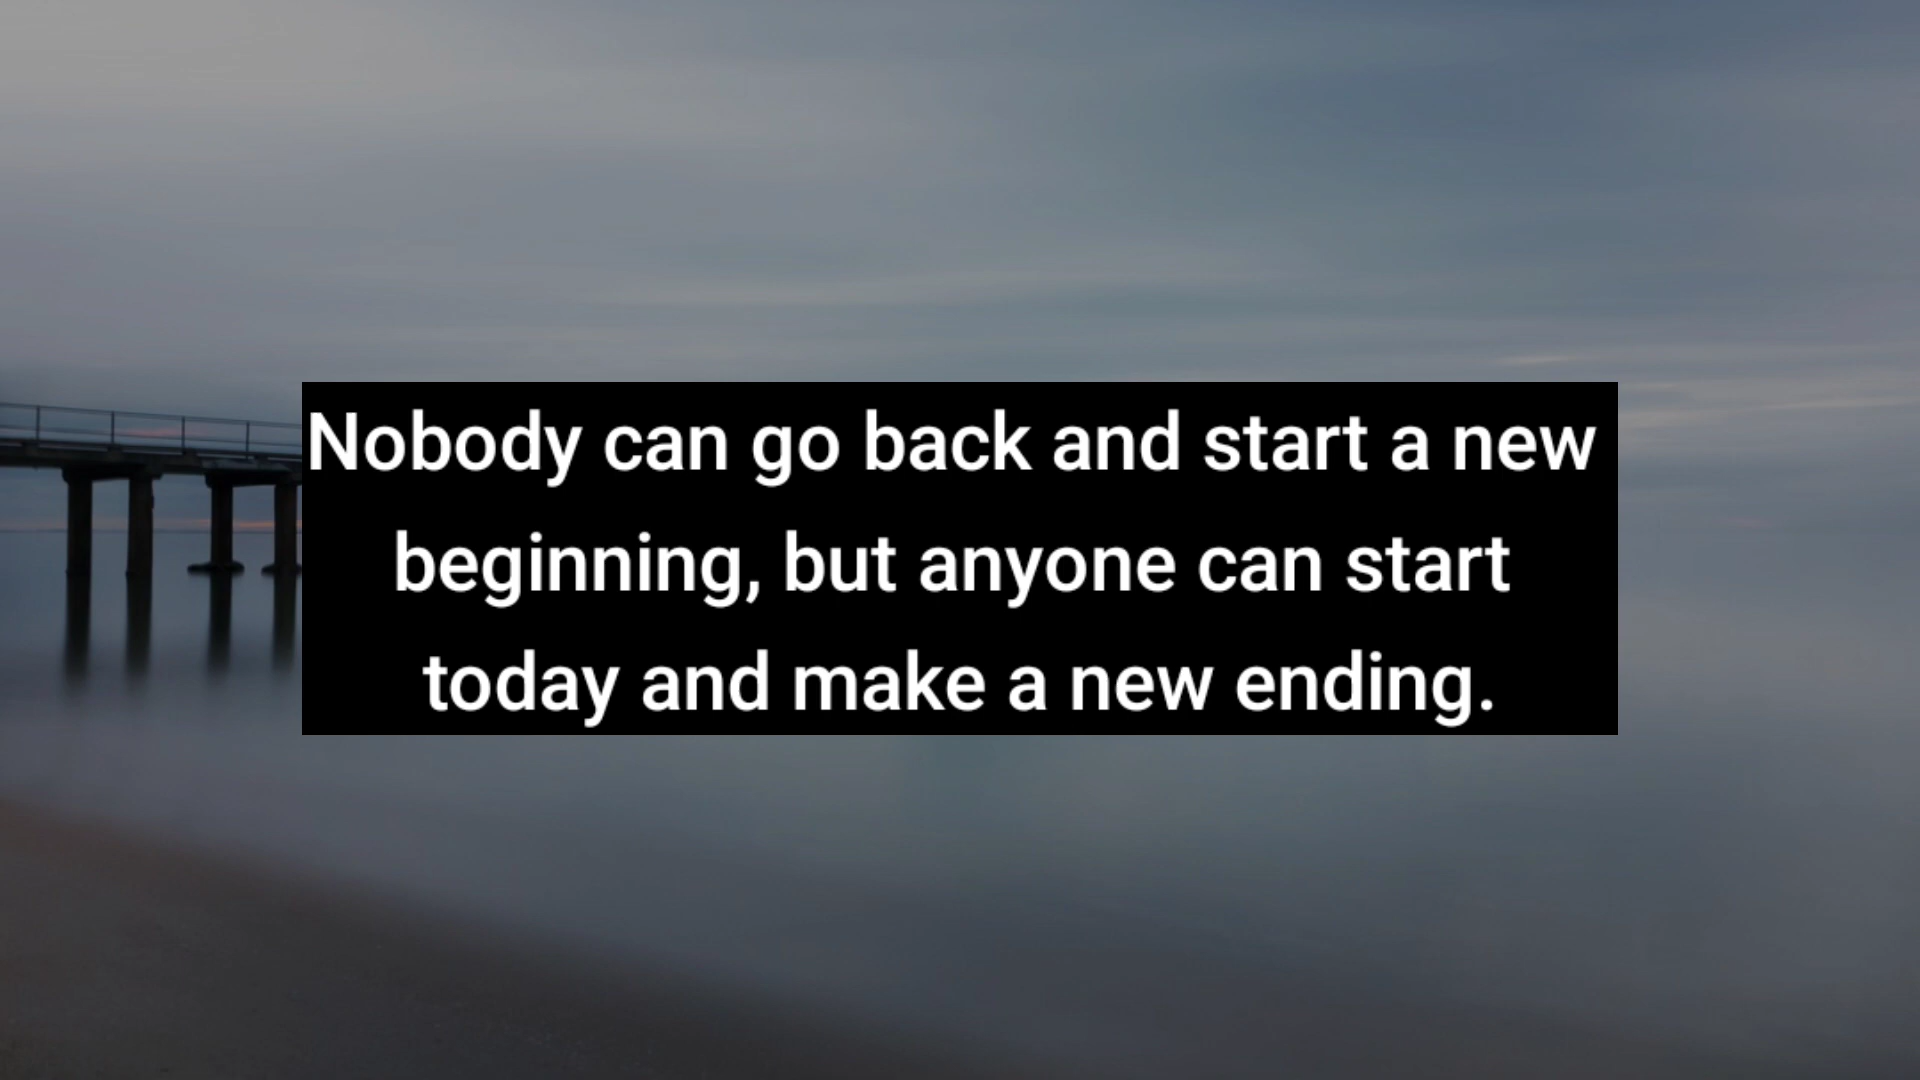 Nobody can go back and start a new
beginning, but anyone can start
today and make a new ending.